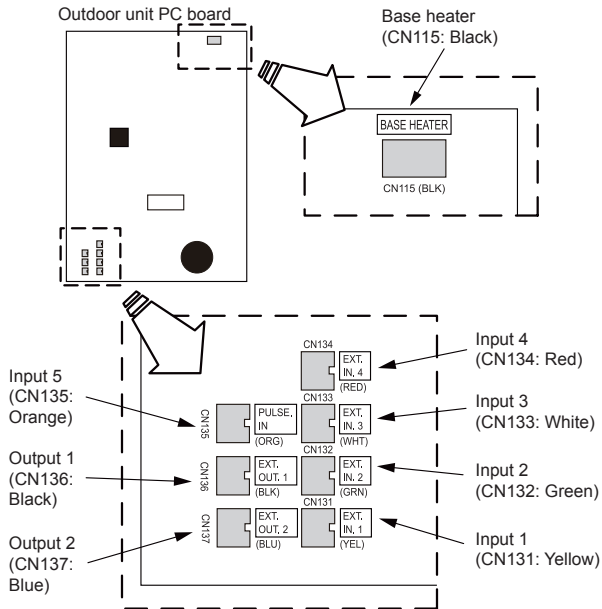 Outdoor unit PC board
Base heater
(CN115: Black)
BASE HEATER
CN115 (BLK)
Input 5
(CN135:
Orange)
Output 1
(CN136:
Black)
Output 2
(CN137:
Blue)
CN134
EXT.
IN. 4
(RED)
CN135
PULSE.
IN
(ORG)
CN133
EXT.
IN. 3
(WHT)
CN136
EXT.
OUT. 1
(BLK)
CN132
EXT.
IN. 2
(GRN)
CN137
EXT.
OUT. 2
(BLU)
CN131
EXT.
IN. 1
(YEL)
Input 4
(CN134: Red)
Input 3
(CN133: White)
Input 2
(CN132: Green)
Input 1
(CN131: Yellow)